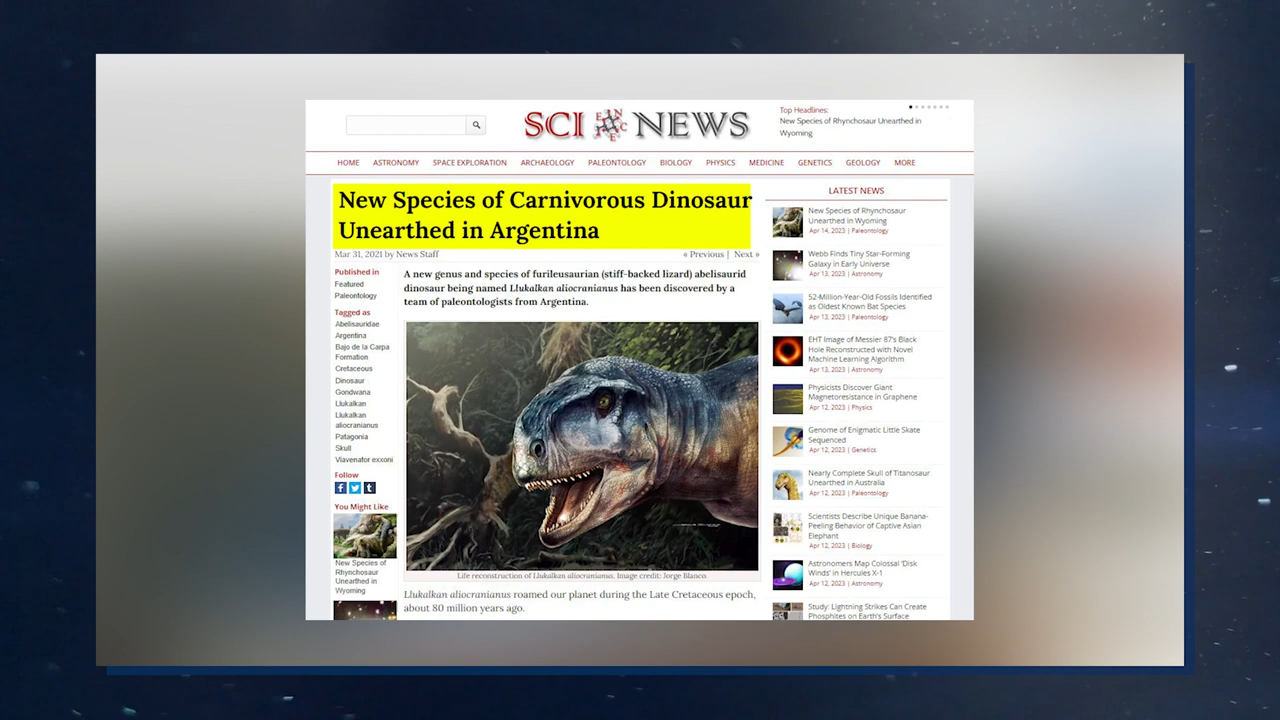 SCI NEWS
Top Headlines:
New Species of Rhynchosaur Unearthed in
Wyoming
HOME ASTRONOMY SPACE EXPLORATION ARCHAEOLOGY PALEONTOLOGY BIOLOGY PHYSICS MEDICINE GENETICS GEOLOGY MORE
New Species of Carnivorous Dinosaur
Unearthed in Argentina
Mar 31, 2021 by News Staff
« Previous | Next »
Published in
Featured
Paleontology
Tagged as
Abelisauridae
Argentina
Bajo de la Carpa
Formation
Cretaceous
Dinosaur
Gondwana
Llukalkan
Llukalkan
aliocranianus
Patagonia
Skull
Viavenator exxoni
Follow
You Might Like
New Species of
Rhynchosaur
Unearthed in
Wyoming
A new genus and species of furileusaurian (stiff-backed lizard) abelisaurid
dinosaur being named Llukalkan aliocranianus has been discovered by a
team of paleontologists from Argentina.
Life reconstruction of Llukalkan aliocranianus. Image credit: Jorge Blanco.
Llukalkan aliocranianus roamed our planet during the Late Cretaceous epoch,
about 80 million years ago.
LATEST NEWS
New Species of Rhynchosaur
Unearthed in Wyoming
Apr 14, 2023 | Paleontology
Webb Finds Tiny Star-Forming
Galaxy in Early Universe
Apr 13, 2023 | Astronomy
52-Million-Year-Old Fossils Identified
as Oldest Known Bat Species
Apr 13, 2023 | Paleontology
EHT Image of Messier 87's Black
Hole Reconstructed with Novel
Machine Learning Algorithm
Apr 13, 2023 | Astronomy
Physicists Discover Giant
Magnetoresistance in Graphene
Apr 12, 2023 | Physics
Genome of Enigmatic Little Skate
Sequenced
Apr 12, 2023 | Genetics
Nearly Complete Skull of Titanosaur
Unearthed in Australia
Apr 12, 2023 | Paleontology
Scientists Describe Unique Banana-
Peeling Behavior of Captive Asian
Elephant
Apr 12, 2023 | Biology
Astronomers Map Colossal 'Disk
Winds' in Hercules X-1
Apr 12, 2023 | Astronomy
Study: Lightning Strikes Can Create
Phosphites on Earth's Surface